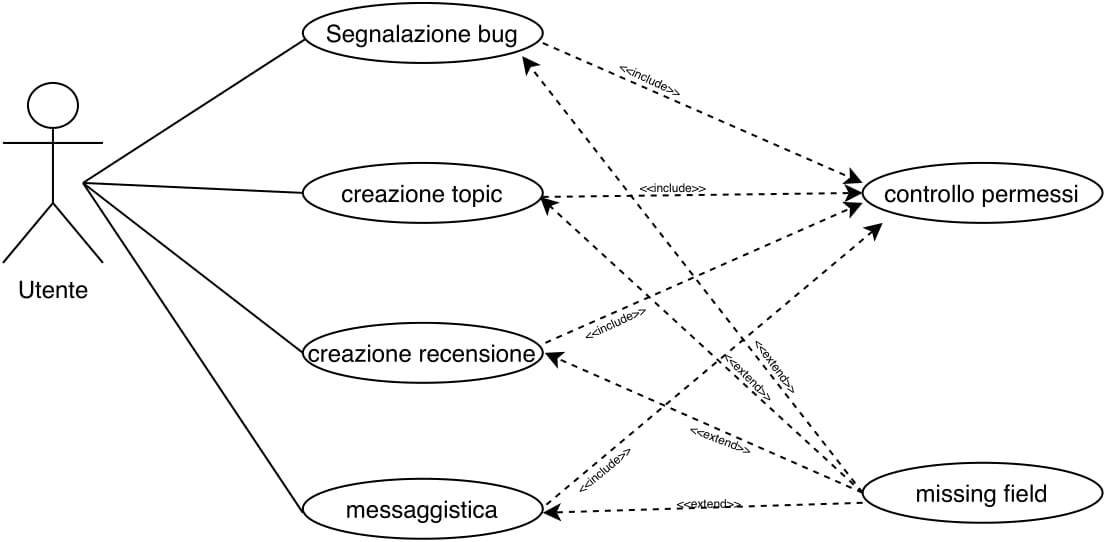 Segnalazione bug
<<include>>
creazione topic
<<include>>
controllo permessi
Utente
<<include>>
creazione recensione
<<extend>>
<<extend>>
<<extend>>
<<include>>
messaggistica
<<extend>>
missing field